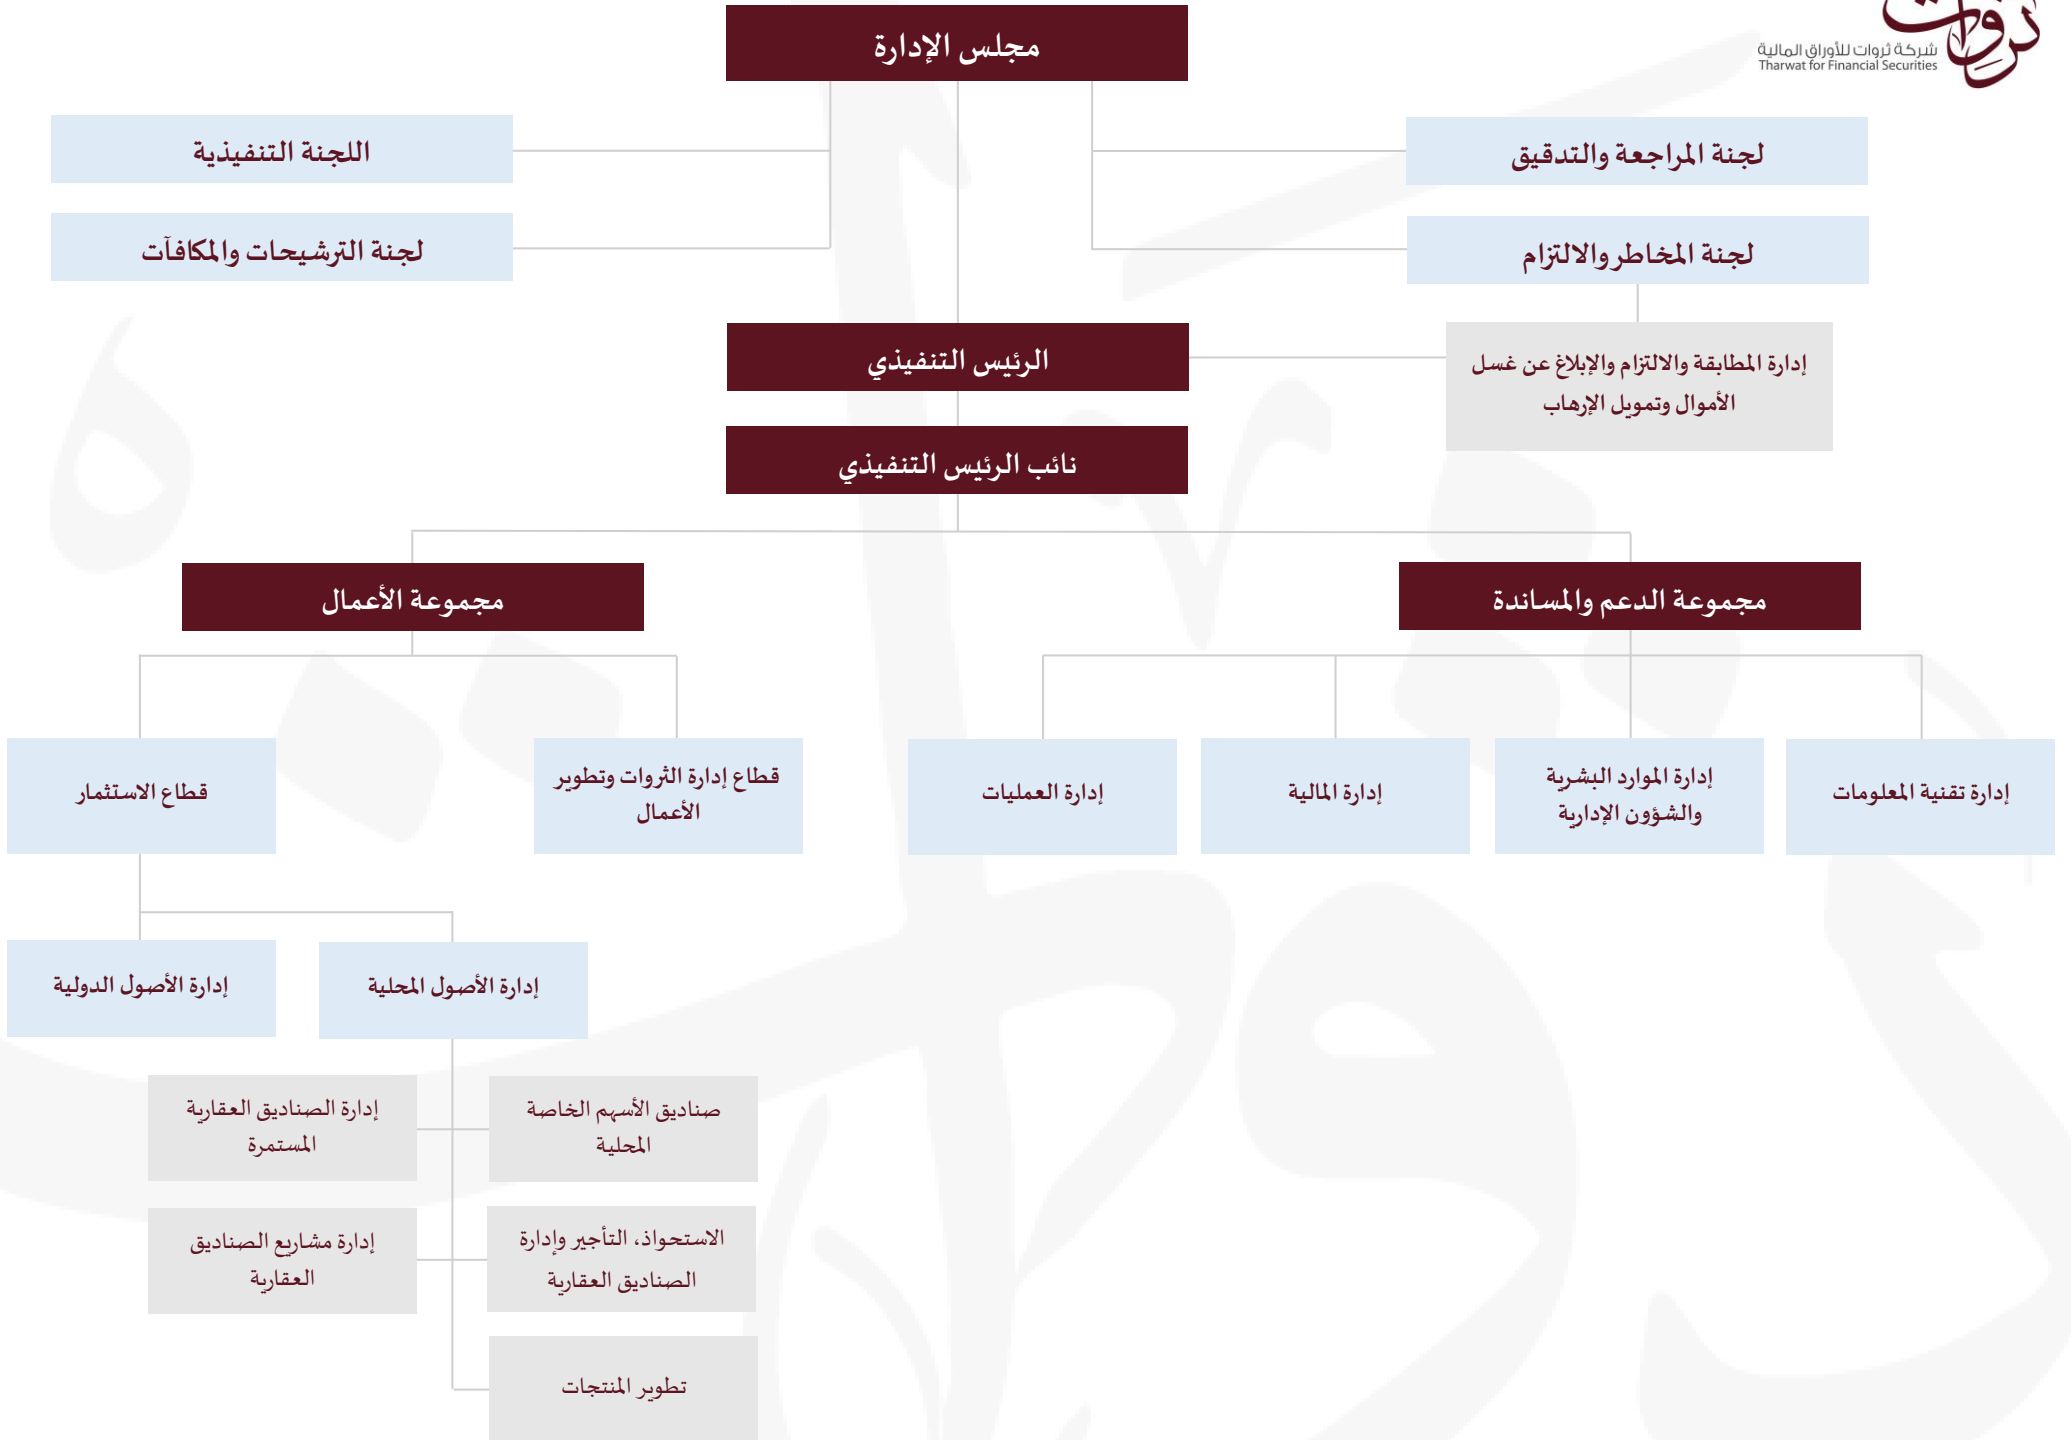 ثروات
شركة ثروات للأوراق المالية
Tharwat for Financial Securities
مجلس الإدارة
لجنة المراجعة والتدقيق
اللجنة التنفيذية
لجنة المخاطر والالتزام
لجنة الترشيحات والمكافآت
الرئيس التنفيذي
إدارة المطابقة والالتزام والإبلاغ عن غسل
الأموال وتمويل الإرهاب
نائب الرئيس التنفيذي
مجموعة الدعم والمساندة
مجموعة الأعمال
إدارة تقنية المعلومات
إدارة الموارد البشرية
والشؤون الإدارية
إدارة المالية
إدارة العمليات
قطاع إدارة الثروات وتطوير
الأعمال
قطاع الاستثمار
إدارة الأصول المحلية
إدارة الأصول الدولية
صناديق الأسهم الخاصة
المحلية
إدارة الصناديق العقارية
المستمرة
الاستحواذ، التأجير وإدارة
الصناديق العقارية
إدارة مشاريع الصناديق
العقارية
تطوير المنتجات